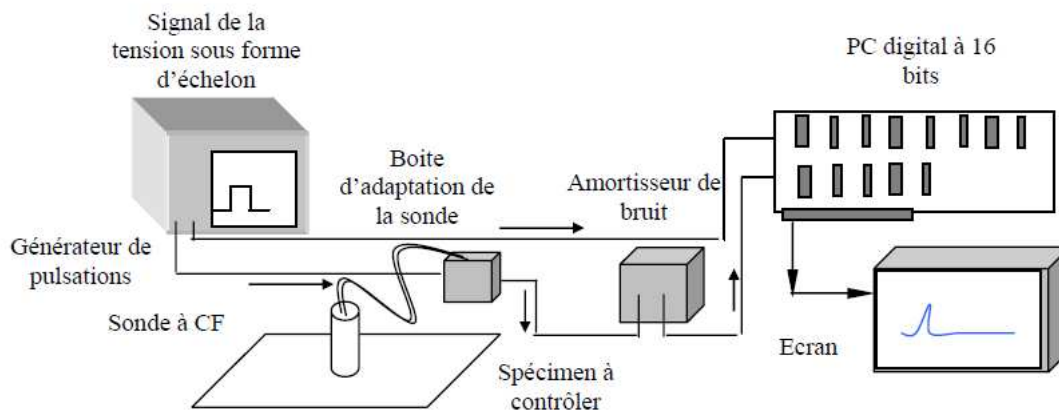 Signal de la
tension sous forme
d'échelon
PC digital à 16
bits
Boite
d'adaptation de
la sonde
Amortisseur de
bruit
Générateur de
pulsations
Sonde à CF
Spécimen à
contrôler
Ecran